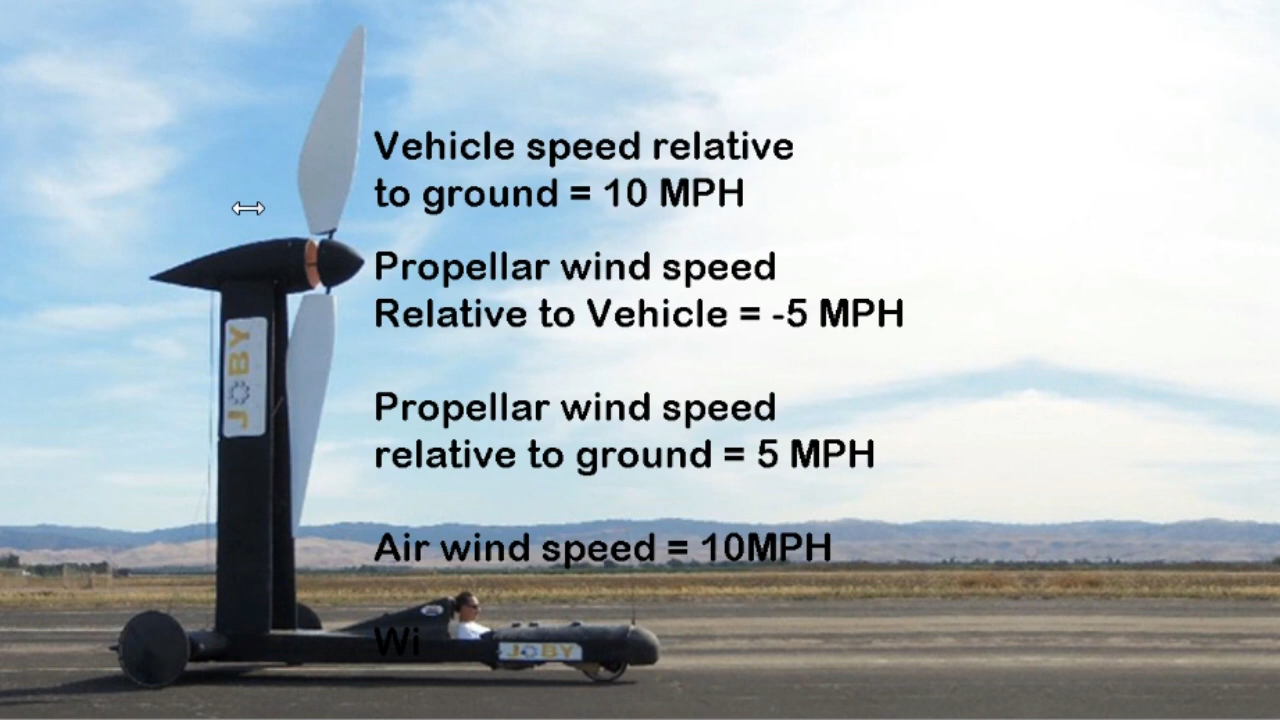 Vehicle speed relative
to ground = 10 MPH
Propellar wind speed
Relative to Vehicle = -5 MPH
Propellar wind speed
relative to ground = 5 MPH
Air wind speed = 10MPH
Wi
JOBY
JOBY